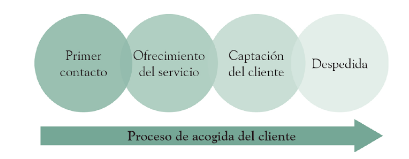 Primer
contacto
Ofrecimiento
del servicio
Captación
del cliente
Despedida
Proceso de acogida del cliente